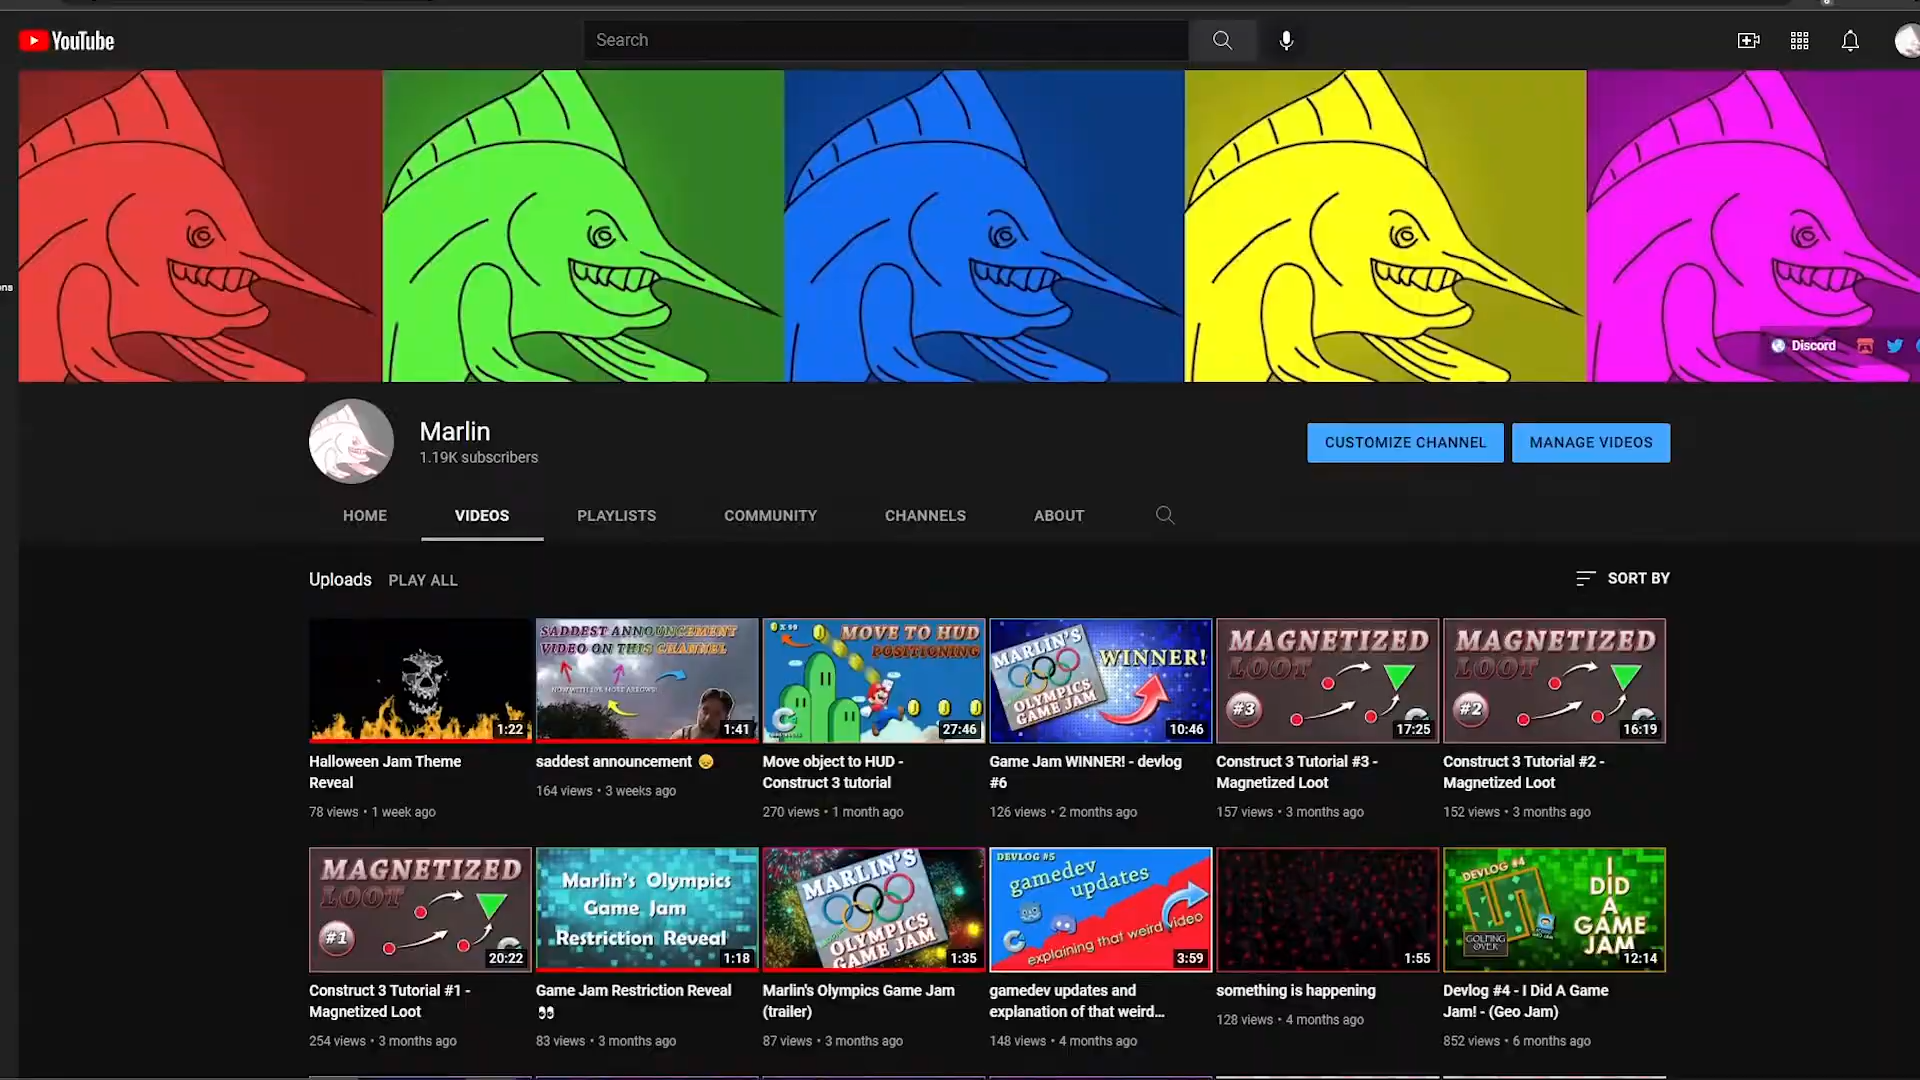 YouTube
Search
ons
Discord
Marlin
1.19K subscribers
CUSTOMIZE CHANNEL
MANAGE VIDEOS
HOME
VIDEOS
PLAYLISTS
COMMUNITY
CHANNELS
ABOUT
Uploads
PLAY ALL
SORT BY
1:22
SADDEST ANNOUNCEMENT
VIDEO ON THIS CHANNEL
1:41
X 99
MOVE TO HUD
POSITIONING
27:46
MARLIN'S
OLYMPICS
GAME JAM
WINNER!
10:46
MAGNETIZED
LOOT
#3
17:25
MAGNETIZED
LOOT
#2
16:19
Halloween Jam Theme
Reveal
78 views • 1 week ago
saddest announcement 😞
164 views • 3 weeks ago
Move object to HUD -
Construct 3 tutorial
270 views • 1 month ago
Game Jam WINNER! - devlog
#6
126 views • 2 months ago
Construct 3 Tutorial #3 -
Magnetized Loot
157 views • 3 months ago
Construct 3 Tutorial #2 -
Magnetized Loot
152 views • 3 months ago
MAGNETIZED
LOOT
#1
20:22
Marlin's Olympics
Game Jam
Restriction Reveal
1:18
MARLIN'S
OLYMPICS
GAME JAM
1:35
DEVLOG #5
gamedev
updates
explaining that weird video
3:59
1:55
DEVLOG #4
GOLFING
OVER
I
DID
A
GAME
JAM
12:14
Construct 3 Tutorial #1 -
Magnetized Loot
254 views • 3 months ago
Game Jam Restriction Reveal
👀
83 views • 3 months ago
Marlin's Olympics Game Jam
(trailer)
87 views • 3 months ago
gamedev updates and
explanation of that weird...
148 views • 4 months ago
something is happening
128 views • 4 months ago
Devlog #4 - I Did A Game
Jam! - (Geo Jam)
852 views • 6 months ago